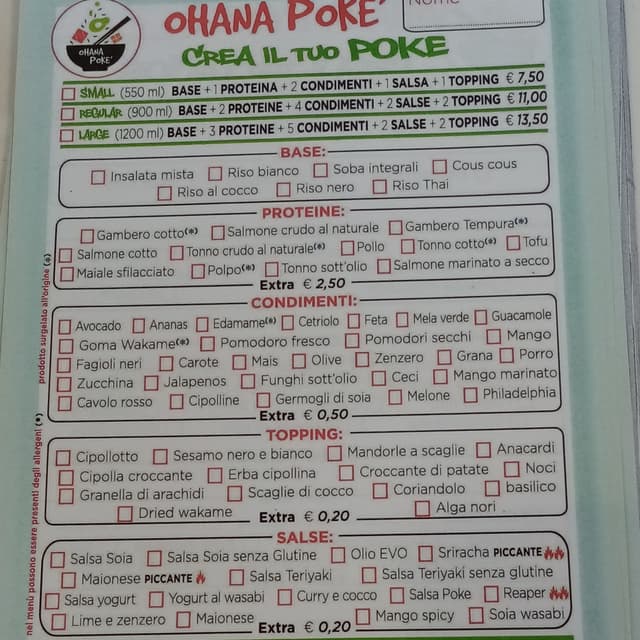 OHANA POKE'
OHANA POKE'
Nome
CREA IL TUO POKE
SMALL (550 ml) BASE + 1 PROTEINA + 2 CONDIMENTI + 1 SALSA + 1 TOPPING € 7,50
REGULAR (900 ml) BASE + 2 PROTEINE + 4 CONDIMENTI + 2 SALSE + 2 TOPPING € 11,00
LARGE (1200 ml) BASE + 3 PROTEINE + 5 CONDIMENTI + 2 SALSE + 2 TOPPING € 13,50
BASE:
Insalata mista Riso bianco Soba integrali Cous cous
Riso al cocco Riso nero Riso Thai
PROTEINE:
Gambero cotto(*) Salmone crudo al naturale Gambero Tempura(*)
Salmone cotto Tonno crudo al naturale(*) Pollo Tonno cotto(*) Tofu
Maiale sfilacciato Polpo(*) Tonno sott'olio Salmone marinato a secco
Extra € 2,50
CONDIMENTI:
Avocado Ananas Edamame(*) Cetriolo Feta Mela verde Guacamole
Goma Wakame(*) Pomodoro fresco Pomodori secchi Mango
Fagioli neri Carote Mais Olive Zenzero Grana Porro
Zucchina Jalapenos Funghi sott'olio Ceci Mango marinato
Cavolo rosso Cipolline Germogli di soia Melone Philadelphia
Extra € 0,50
TOPPING:
Cipollotto Sesamo nero e bianco Mandorle a scaglie Anacardi
Cipolla croccante Erba cipollina Croccante di patate Noci
Granella di arachidi Scaglie di cocco Coriandolo basilico
Dried wakame Alga nori
Extra € 0,20
SALSE:
Salsa Soia Salsa Soia senza Glutine Olio EVO Sriracha PICCANTE
Maionese PICCANTE Salsa Teriyaki Salsa Teriyaki senza glutine
Salsa yogurt Yogurt al wasabi Curry e cocco Salsa Poke Reaper
Lime e zenzero Maionese Mango spicy Soia wasabi
Extra € 0,20
nel menù possono essere presenti degli allergeni (*) prodotto surgelato all'origine (*)